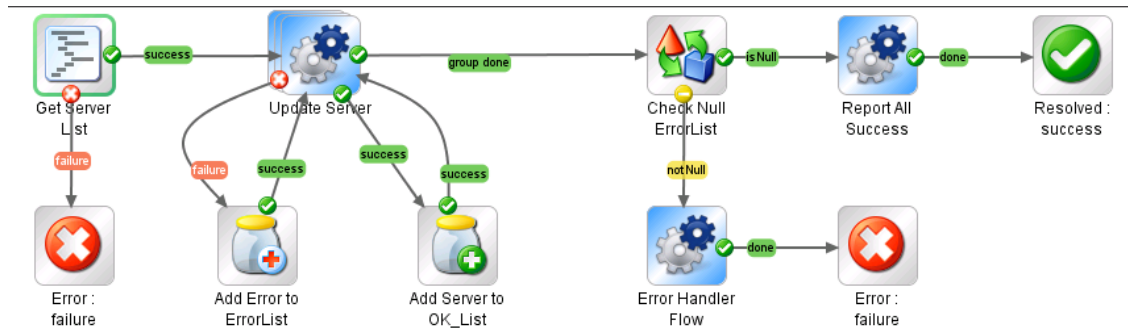 success
group done
isNull
done
Get Server
List
Update Server
Check Null
ErrorList
Report All
Success
Resolved :
success
failure
failure
success
success
success
notNull
done
Error :
failure
Add Error to
ErrorList
Add Server to
OK_List
Error Handler
Flow
Error :
failure